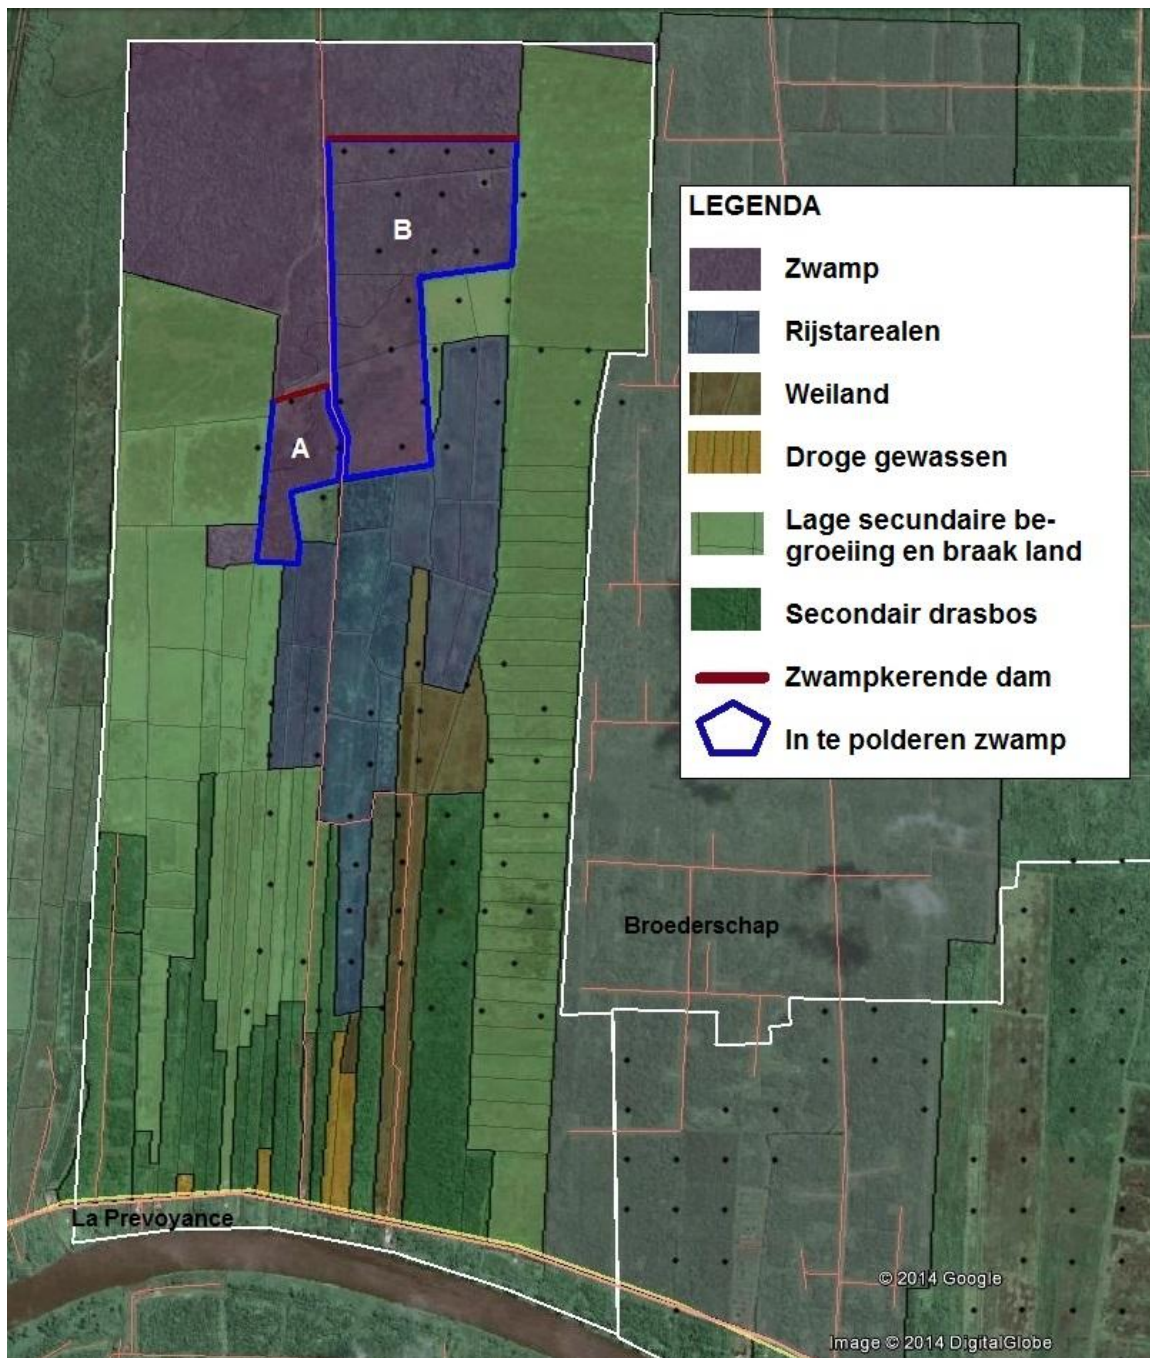 LEGENDA
Zwamp
Rijstarealen
Weiland
Droge gewassen
Lage secundaire be-
groeiing en braak land
Secondair drasbos
Zwampkerende dam
In te polderen zwamp
B
A
Broederschap
La Prevoyance
© 2014 Google
Image © 2014 DigitalGlobe